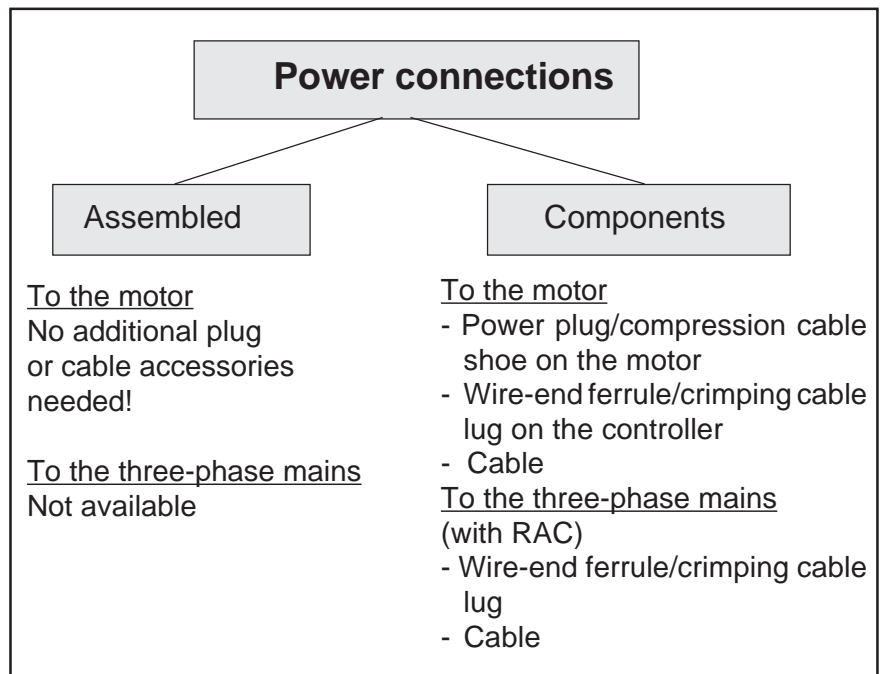 Power connections
Assembled
To the motor
No additional plug
or cable accessories
needed!
To the three-phase mains
Not available
Components
To the motor
- Power plug/compression cable
shoe on the motor
- Wire-end ferrule/crimping cable
lug on the controller
- Cable
To the three-phase mains
(with RAC)
- Wire-end ferrule/crimping cable
lug
- Cable